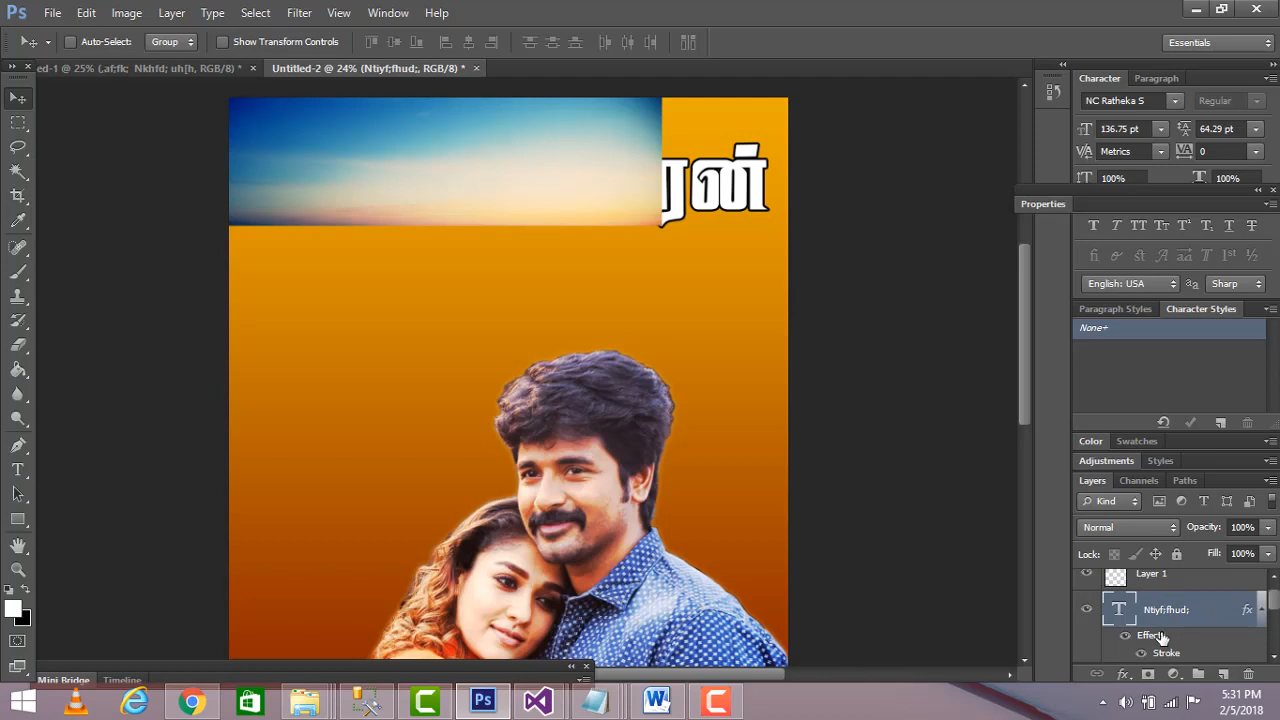 Ps File Edit Image Layer Type Select Filter View Window Help
Auto-Select: Group Show Transform Controls Essentials
ed-1 @ 25% (,af;fk; Nkhfd; uh[h, RGB/8) * × Untitled-2 @ 24% (Ntiyf;fhud;, RGB/8) * ×
Character Paragraph
NC Ratheka S Regular
136.75 pt 64.29 pt
Metrics 0
100% 100%
ரன்
Properties
English: USA Sharp
Paragraph Styles Character Styles
None+
Color Swatches
Adjustments Styles
Layers Channels Paths
Kind
Normal Opacity: 100%
Lock: Fill: 100%
Layer 1
Ntiyf;fhud; fx
Effects
Stroke
Mini Bridge Timeline
5:31 PM
2/5/2018